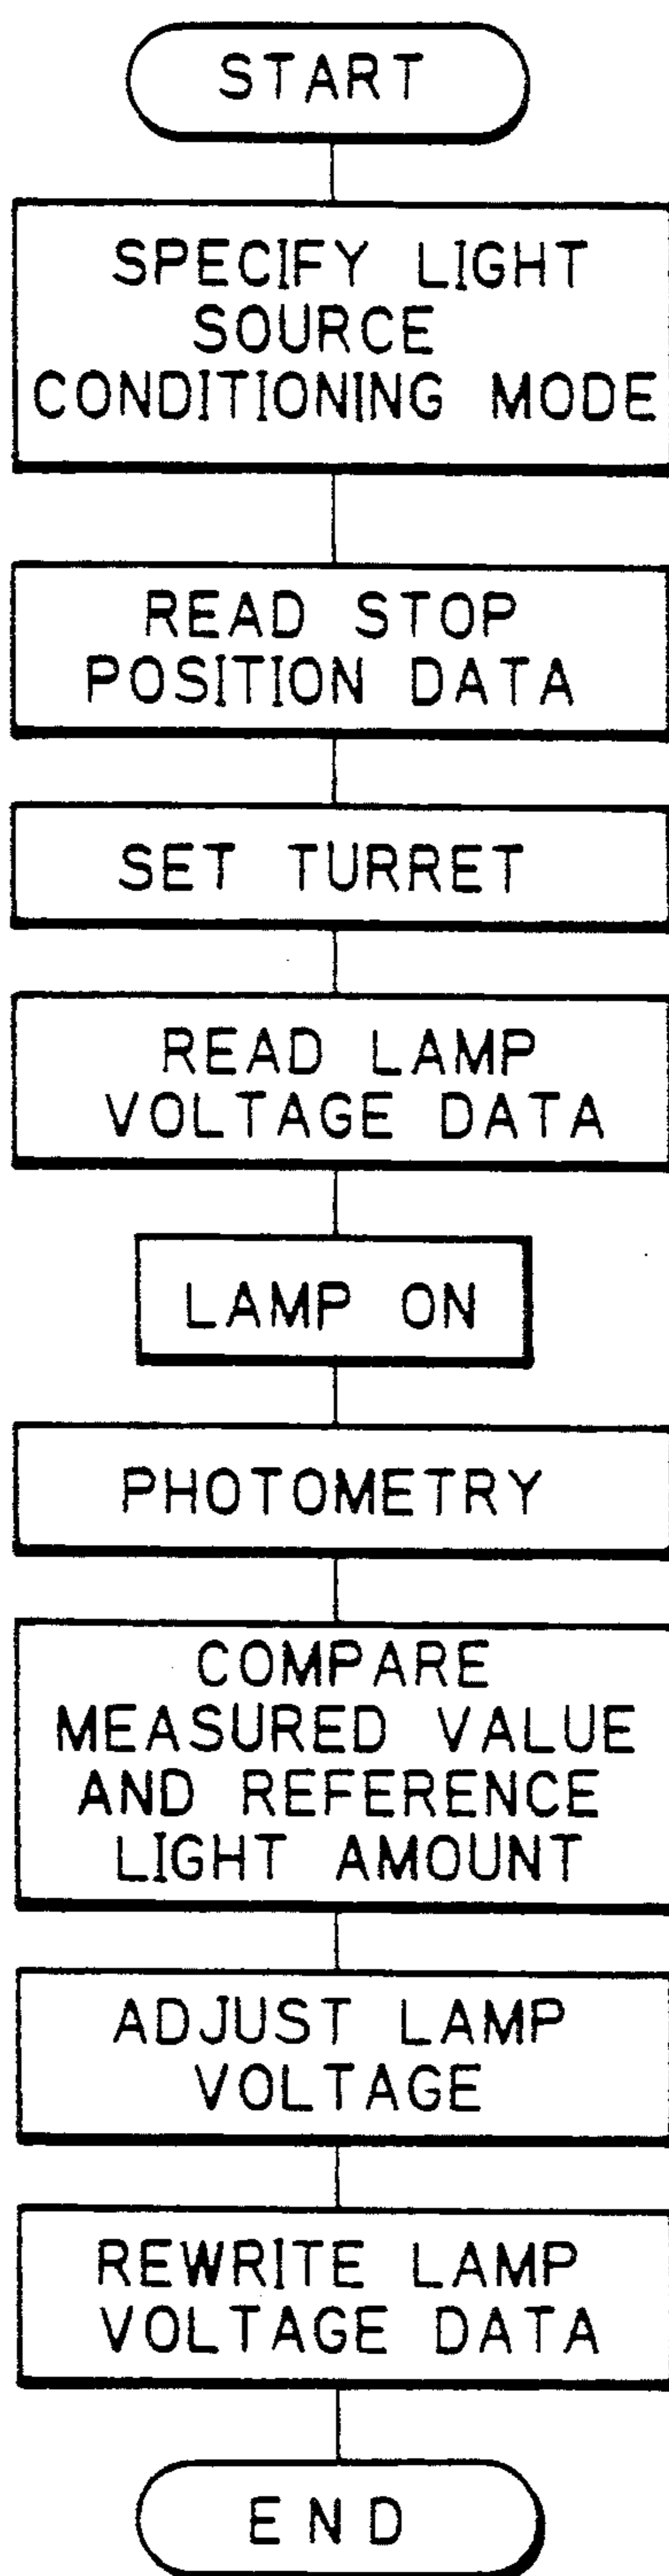 START
SPECIFY LIGHT
SOURCE
CONDITIONING MODE
READ STOP
POSITION DATA
SET TURRET
READ LAMP
VOLTAGE DATA
LAMP ON
PHOTOMETRY
COMPARE
MEASURED VALUE
AND REFERENCE
LIGHT AMOUNT
ADJUST LAMP
VOLTAGE
REWRITE LAMP
VOLTAGE DATA
END